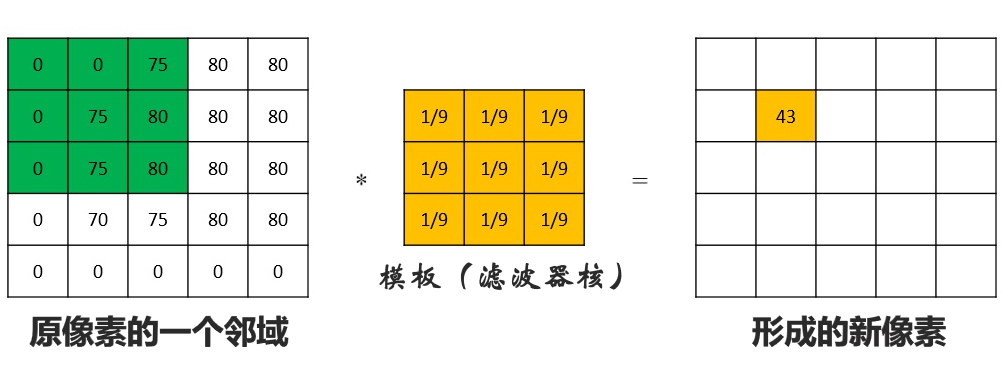 0 0 75 80 80
0 75 80 80 80
0 75 80 80 80
0 70 75 80 80
0 0 0 0 0
*
1/9 1/9 1/9
1/9 1/9 1/9
1/9 1/9 1/9
=
43
模板（滤波器核）
原像素的一个邻域
形成的新像素